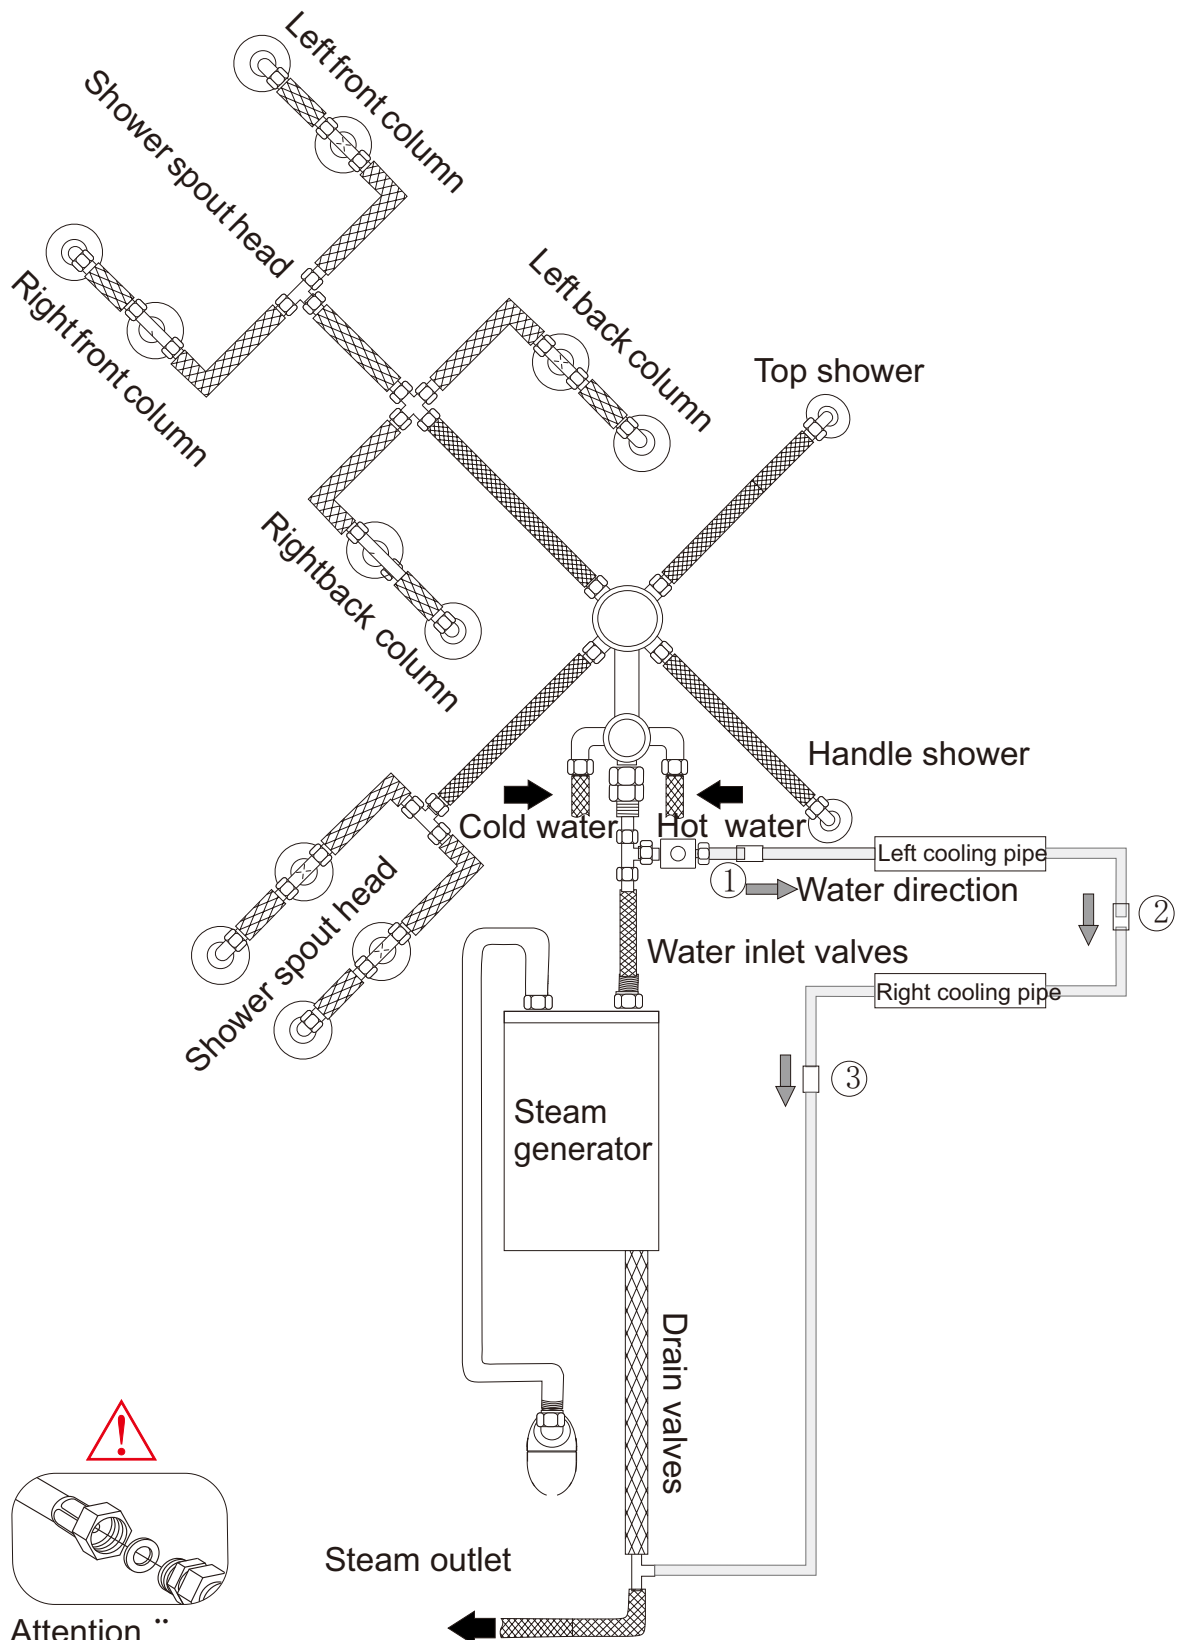 Left front column
Shower spout head
Right front column
Left back column
Top shower
Rightback column
Handle shower
Cold water
Hot water
Left cooling pipe
① Water direction
②
Water inlet valves
Right cooling pipe
Shower spout head
③
Steam
generator
Drain valves
Steam outlet
Attention ¨